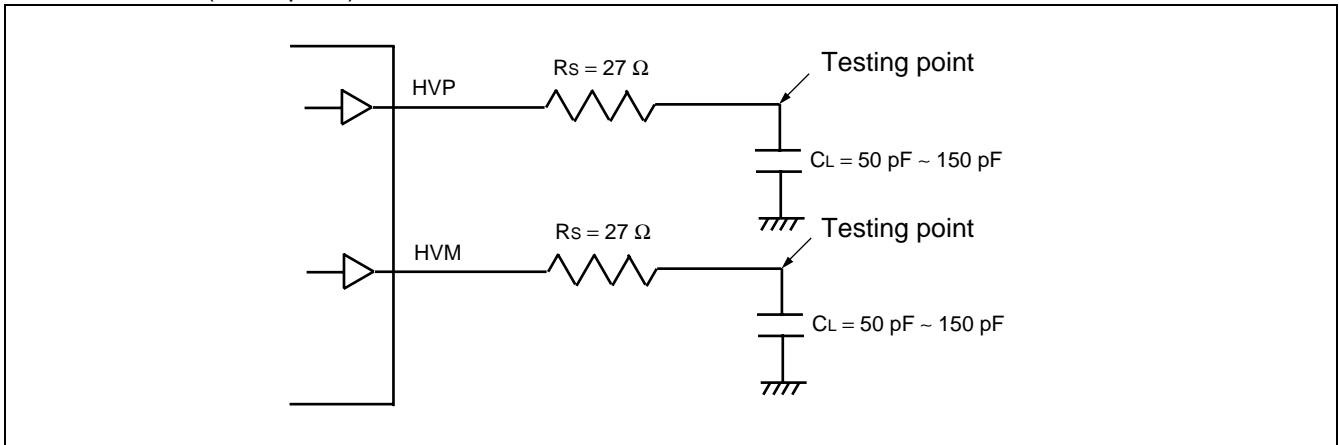 Testing point
Rs = 27 Ω
HVP
CL = 50 pF ~ 150 pF
Testing point
Rs = 27 Ω
HVM
CL = 50 pF ~ 150 pF